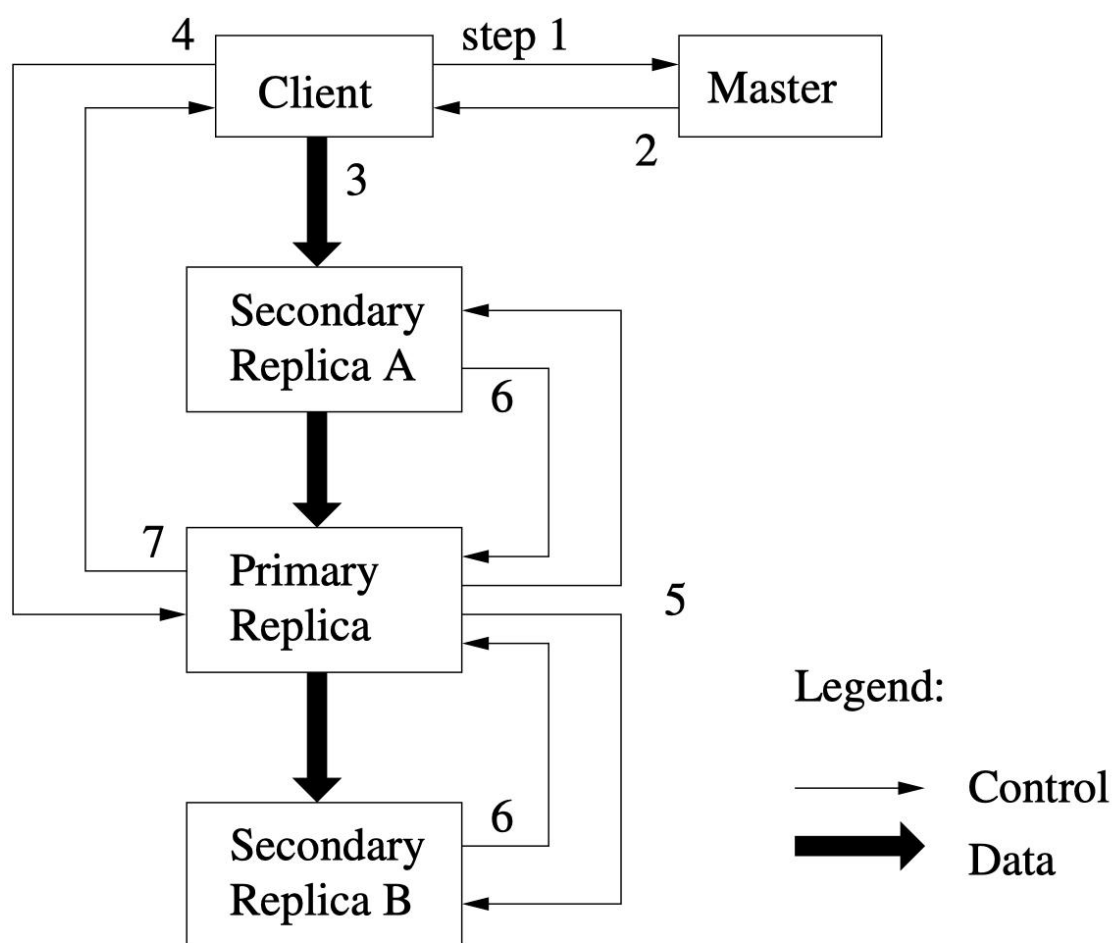 4
step 1
Client
Master
2
3
Secondary
Replica A
6
7
Primary
Replica
5
Legend:
Control
6
Secondary
Replica B
Data